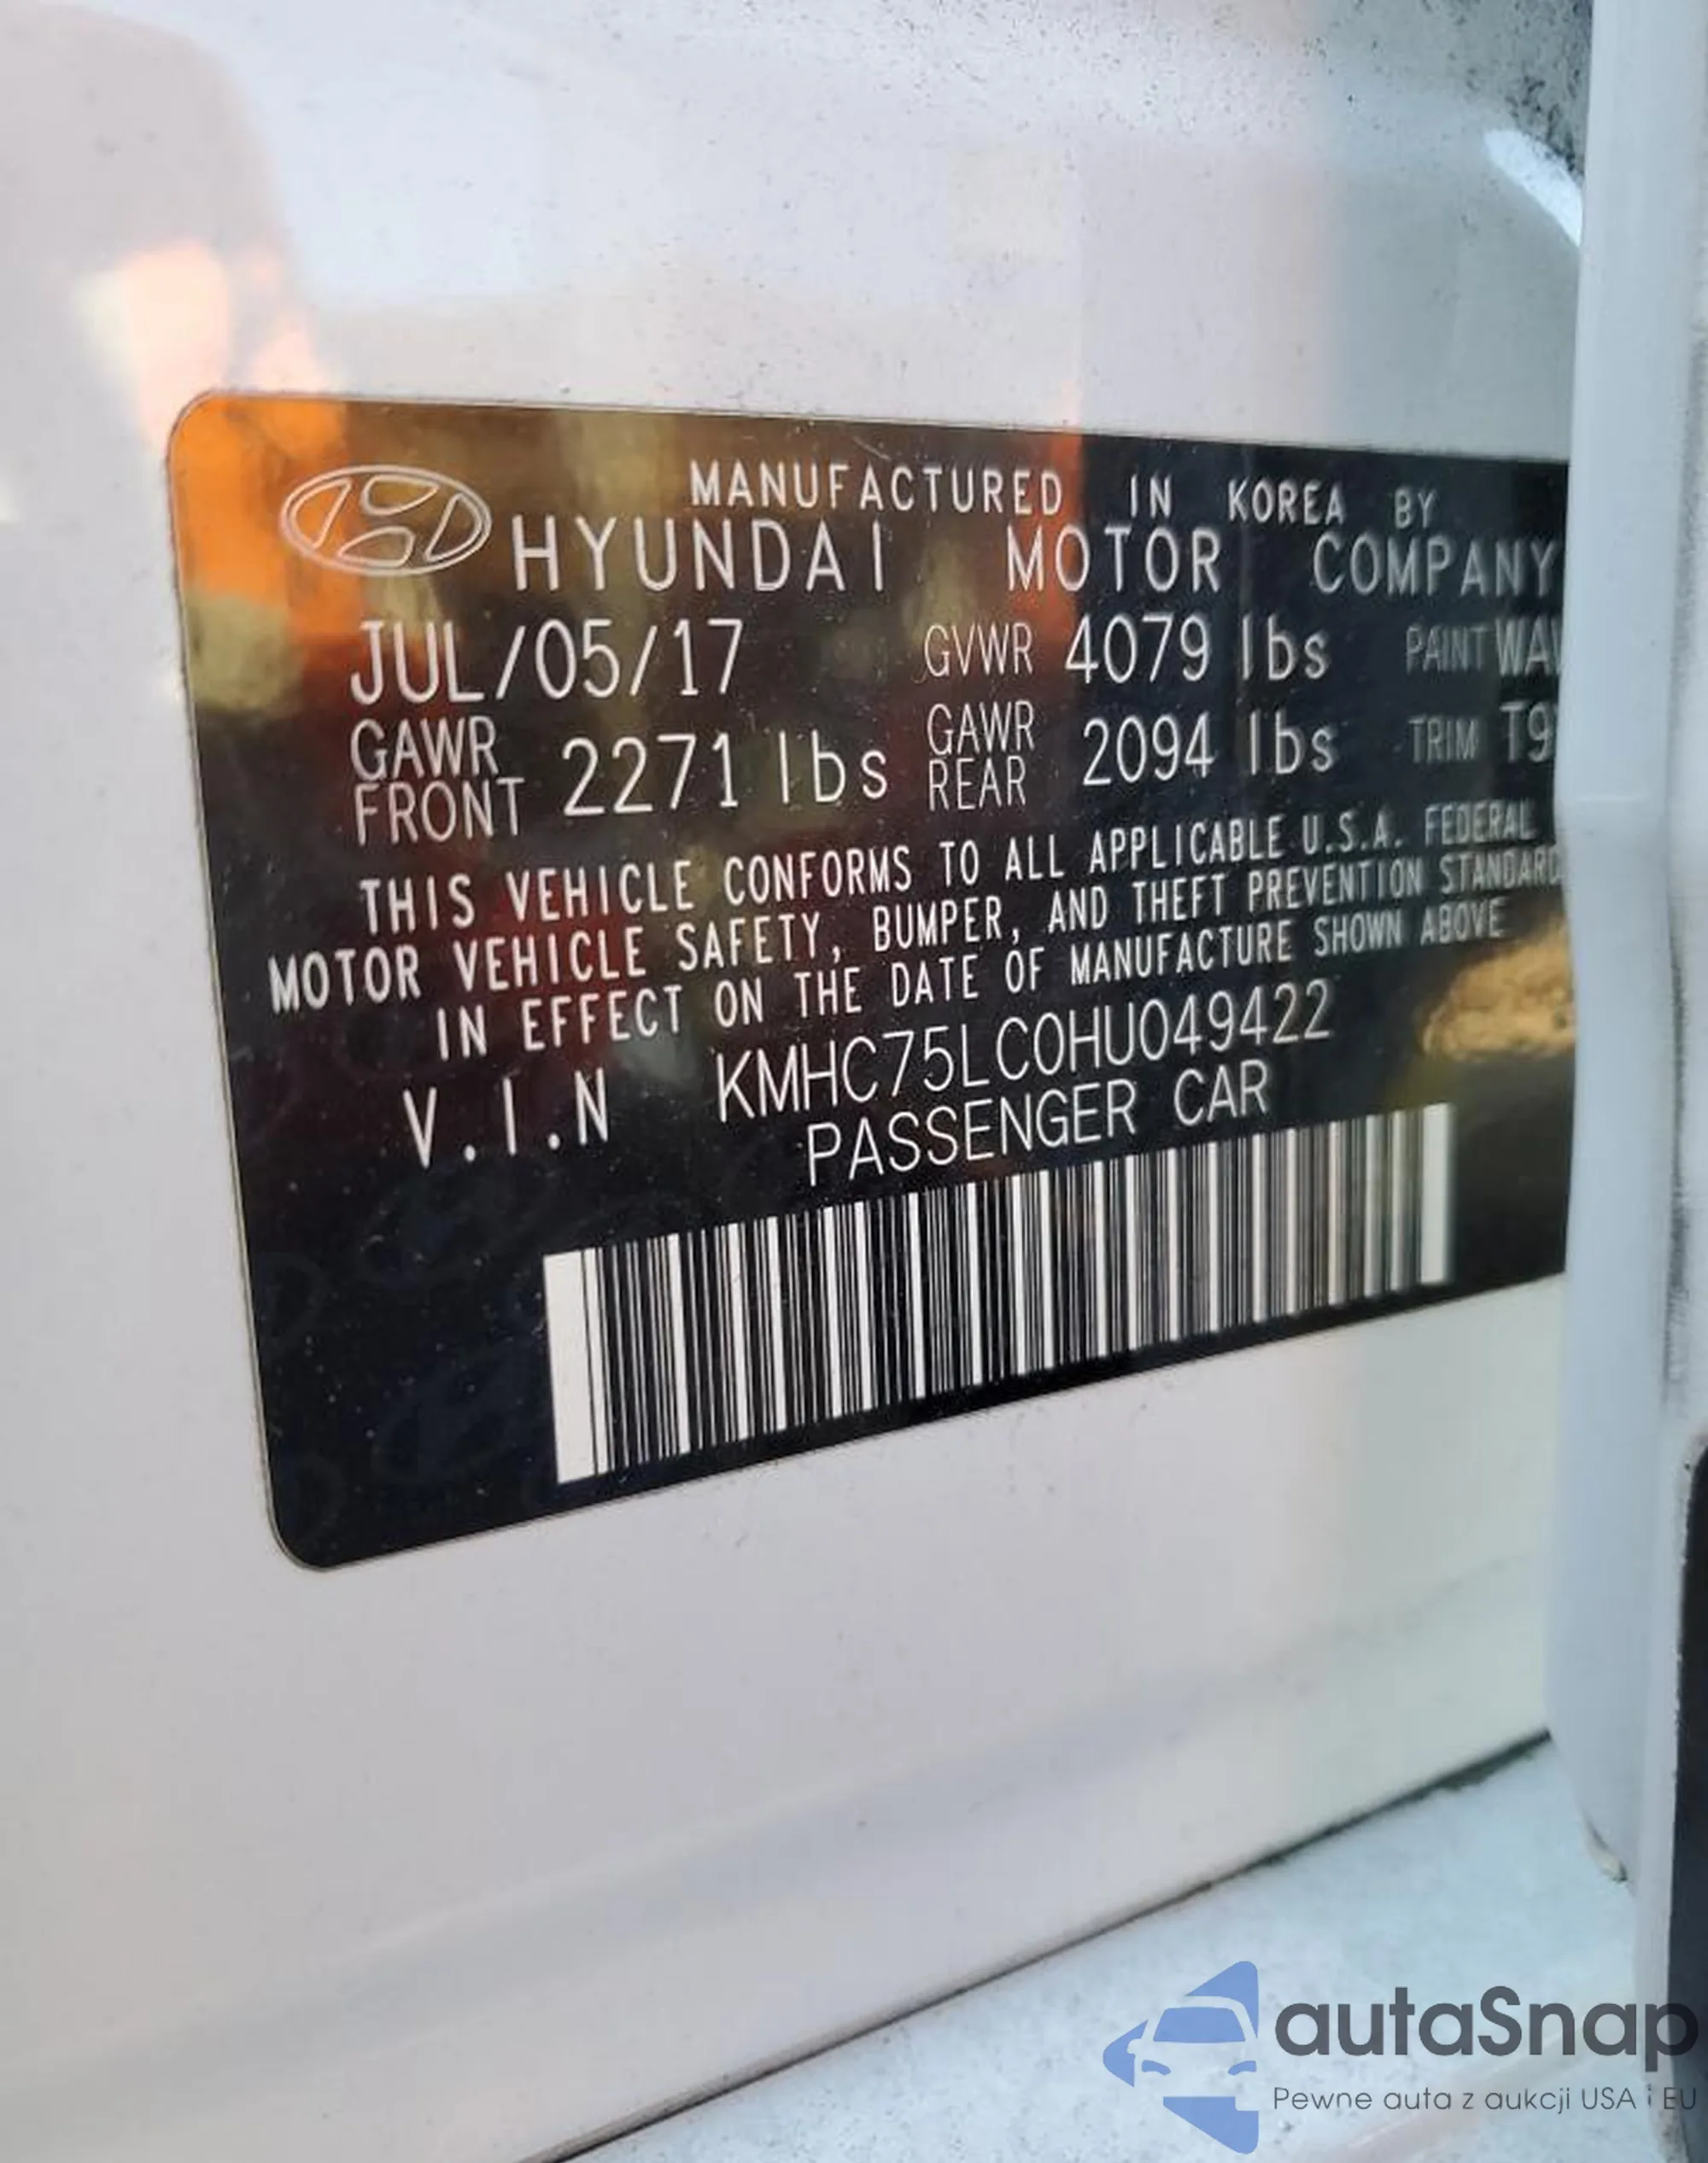 MANUFACTURED IN KOREA BY
HYUNDAI MOTOR COMPANY
JUL/05/17 GVWR 4079 lbs PAINT
GAWR FRONT 2271 lbs GAWR REAR 2094 lbs TRIM
THIS VEHICLE CONFORMS TO ALL APPLICABLE U.S.A. FEDERAL
MOTOR VEHICLE SAFETY, BUMPER, AND THEFT PREVENTION STANDARD
IN EFFECT ON THE DATE OF MANUFACTURE SHOWN ABOVE
V.I.N KMHC75LC0HU049422
PASSENGER CAR
autaSnap
Pewne auta z aukcji USA i EU